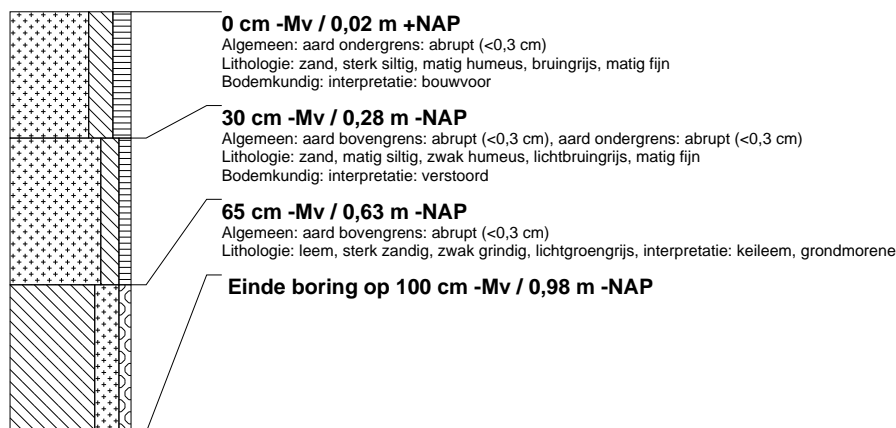 0 cm -Mv / 0,02 m +NAP
Algemeen: aard ondergrens: abrupt (<0,3 cm)
Lithologie: zand, sterk siltig, matig humeus, bruingrijs, matig fijn
Bodemkundig: interpretatie: bouwvoor
30 cm -Mv / 0,28 m -NAP
Algemeen: aard bovengrens: abrupt (<0,3 cm), aard ondergrens: abrupt (<0,3 cm)
Lithologie: zand, matig siltig, zwak humeus, lichtbruingrijs, matig fijn
Bodemkundig: interpretatie: verstoord
65 cm -Mv / 0,63 m -NAP
Algemeen: aard bovengrens: abrupt (<0,3 cm)
Lithologie: leem, sterk zandig, zwak grindig, lichtgroengrijs, interpretatie: keileem, grondmorene
Einde boring op 100 cm -Mv / 0,98 m -NAP